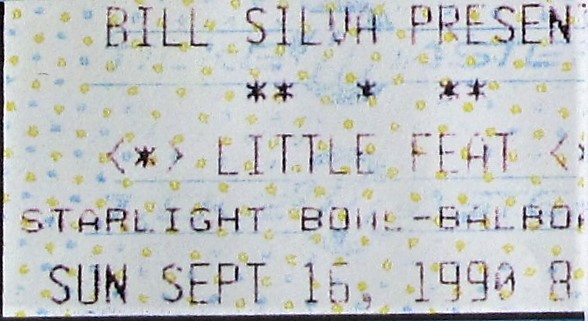 BILL SILVA PRESEN
** * **
<*> LITTLE FEAT <
STARLIGHT BOWL-BALBO
SUN SEPT 16, 1990 8